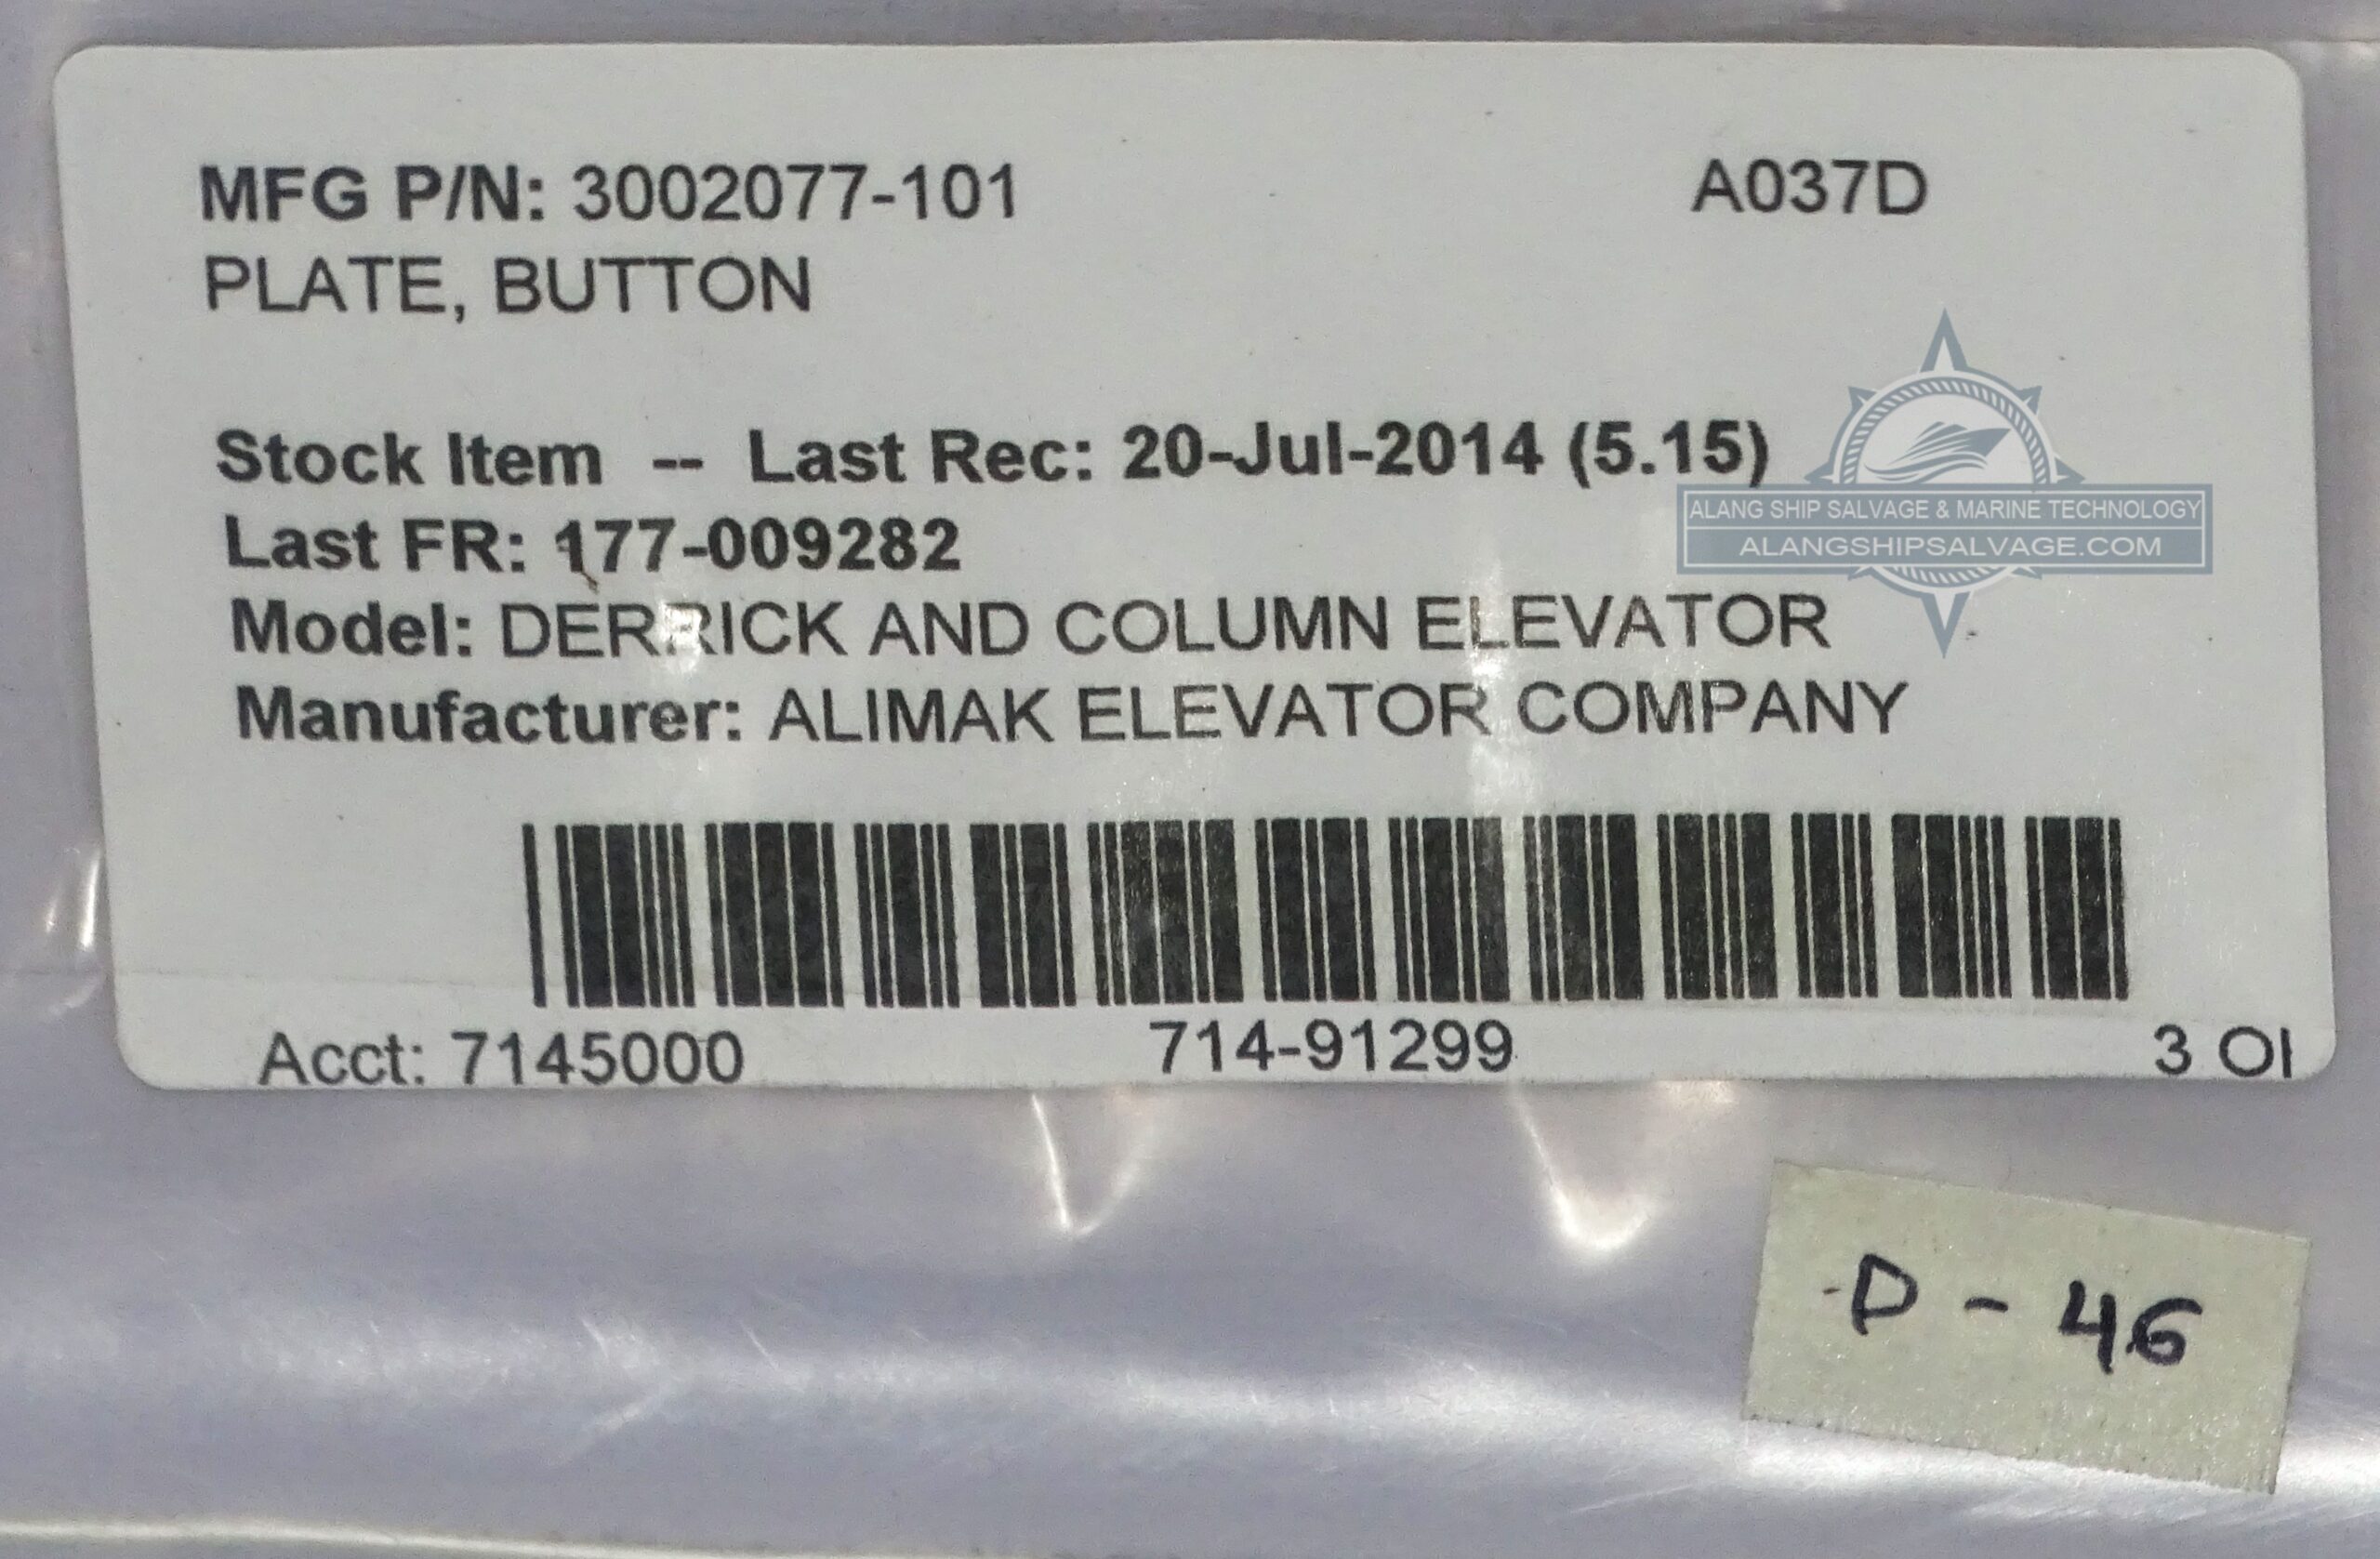 MFG P/N: 3002077-101 A037D
PLATE, BUTTON
Stock Item -- Last Rec: 20-Jul-2014 (5.15)
Last FR: 177-009282
Model: DERRICK AND COLUMN ELEVATOR
Manufacturer: ALIMAK ELEVATOR COMPANY
ALANG SHIP SALVAGE & MARINE TECHNOLOGY
ALANGSHIPSALVAGE.COM
Acct: 7145000 714-91299 3 OI
D - 46